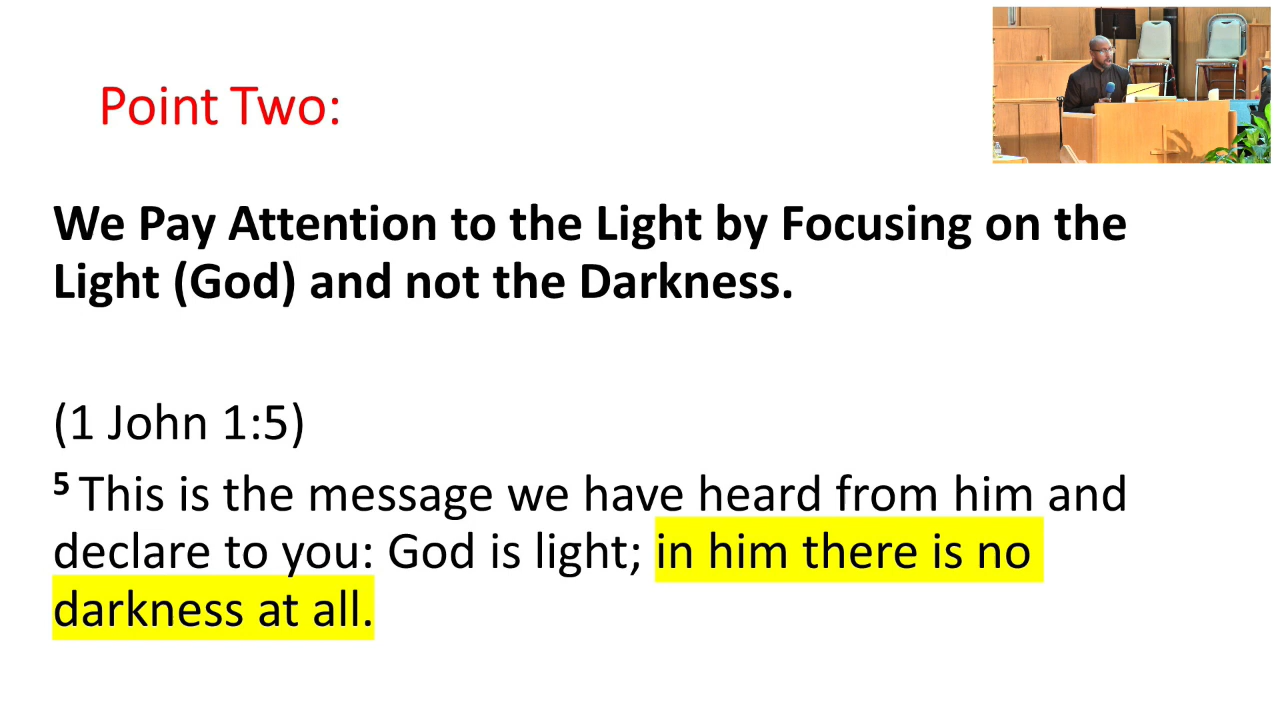 Point Two:
We Pay Attention to the Light by Focusing on the
Light (God) and not the Darkness.
(1 John 1:5)
5 This is the message we have heard from him and
declare to you: God is light; in him there is no
darkness at all.